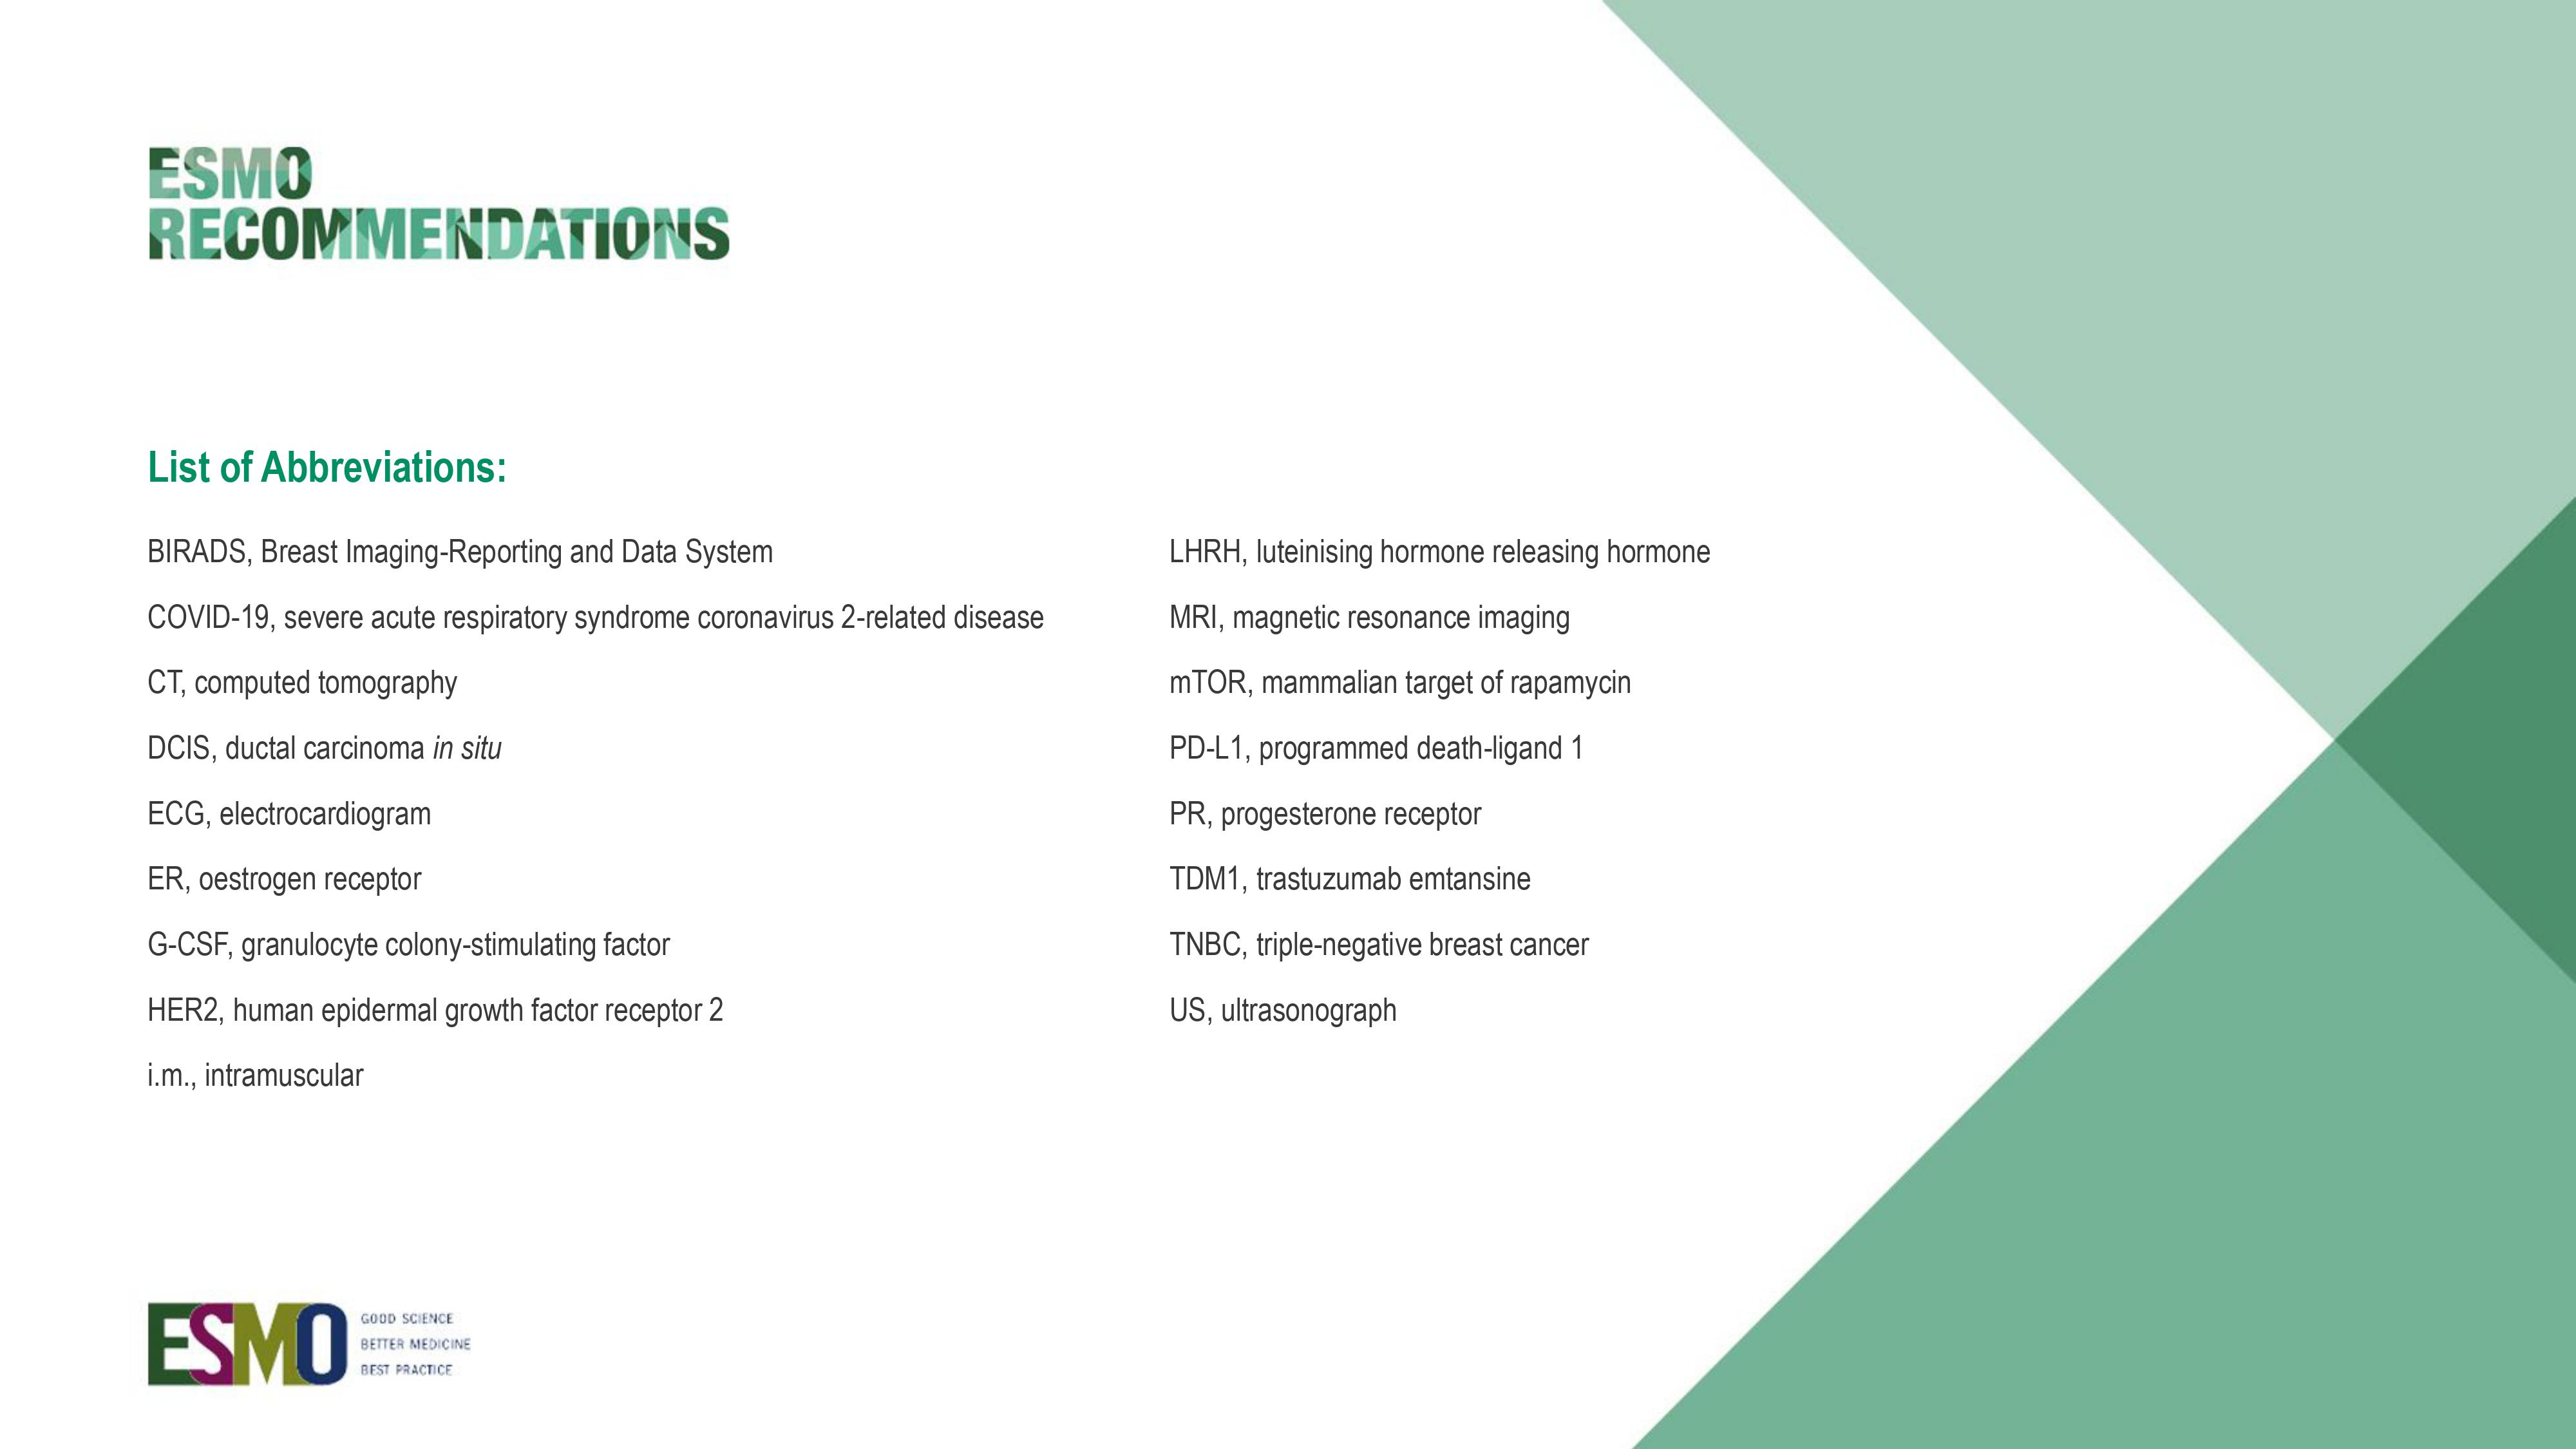 ESMO
RECOMMENDATIONS
List of Abbreviations:
BIRADS, Breast Imaging-Reporting and Data System
COVID-19, severe acute respiratory syndrome coronavirus 2-related disease
CT, computed tomography
DCIS, ductal carcinoma in situ
ECG, electrocardiogram
ER, oestrogen receptor
G-CSF, granulocyte colony-stimulating factor
HER2, human epidermal growth factor receptor 2
i.m., intramuscular
LHRH, luteinising hormone releasing hormone
MRI, magnetic resonance imaging
mTOR, mammalian target of rapamycin
PD-L1, programmed death-ligand 1
PR, progesterone receptor
TDM1, trastuzumab emtansine
TNBC, triple-negative breast cancer
US, ultrasonograph
ESMO
GOOD SCIENCE
BETTER MEDICINE
BEST PRACTICE